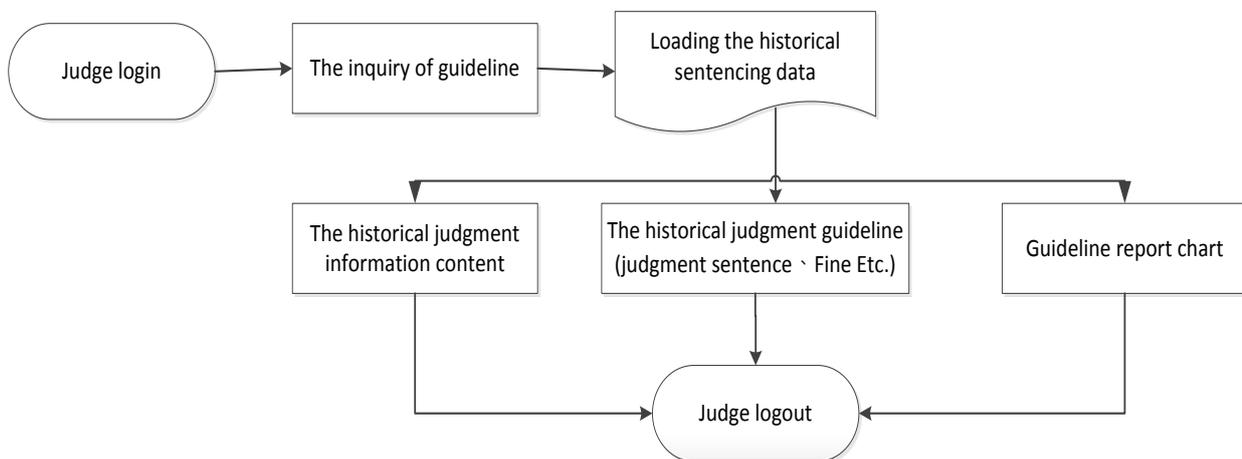 Judge login
The inquiry of guideline
Loading the historical
sentencing data
The historical judgment
information content
The historical judgment guideline
(judgment sentence、Fine Etc.)
Guideline report chart
Judge logout